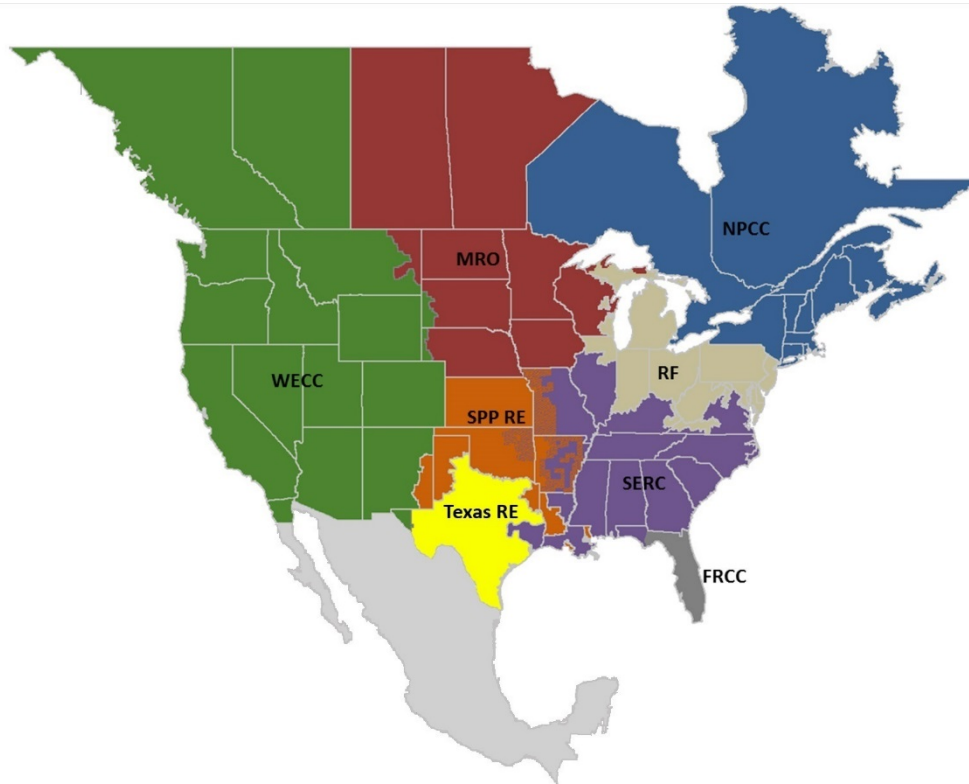 NPCC
MRO
RF
WECC
SPP RE
SERC
Texas RE
FRCC